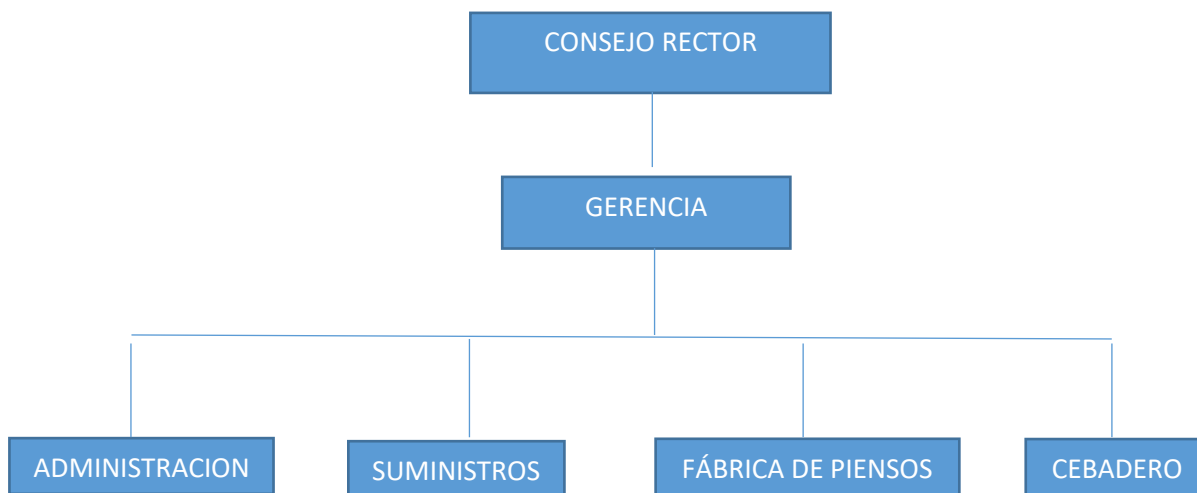 CONSEJO RECTOR
GERENCIA
ADMINISTRACION
SUMINISTROS
FÁBRICA DE PIENSOS
CEBADERO